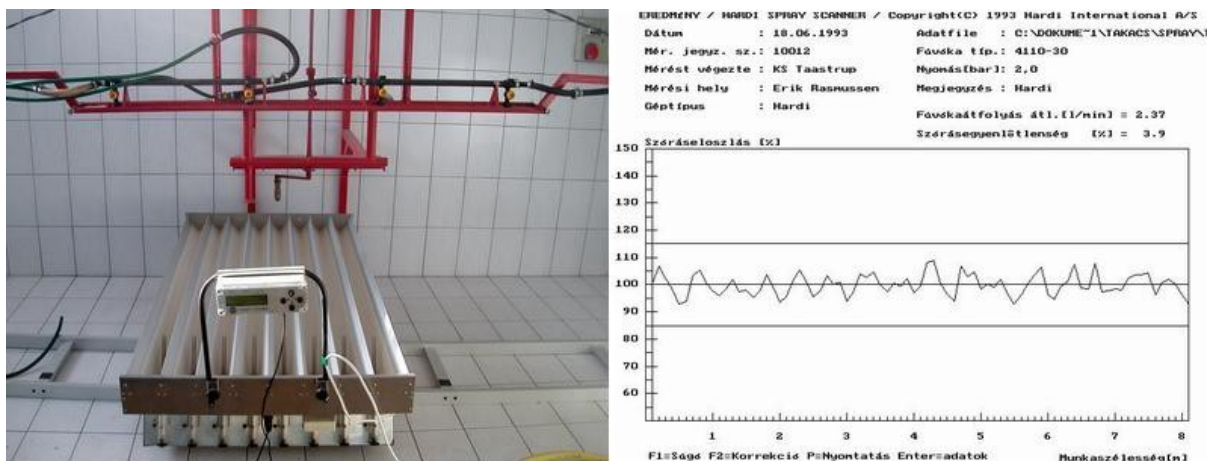 EREDMÉNY / HARDI SPRAY SCANNER / Copyright(C) 1993 Hardi International A/S
Dátum : 18.06.1993 Adatfile : C:\DOKUME~1\TAKACS\SPRAY\
Mér. jegyz. sz.: 10012 Fúvóka típ.: 4110-30
Mérést végezte : KS Taastrup Nyomás[bar]: 2,0
Mérési hely : Erik Rasmussen Megjegyzés : Hardi
Géptípus : Hardi
Fúvókaátfolyás átl.[l/min] = 2.37
Szórásegyenlőtlenség [%] = 3.9
Szóráseloszlás [%]
150
140
130
120
110
100
90
80
70
60
1 2 3 4 5 6 7 8
F1=Súgó F2=Korrekció P=Nyomtatás Enter=adatok Munkaszélesség[m]